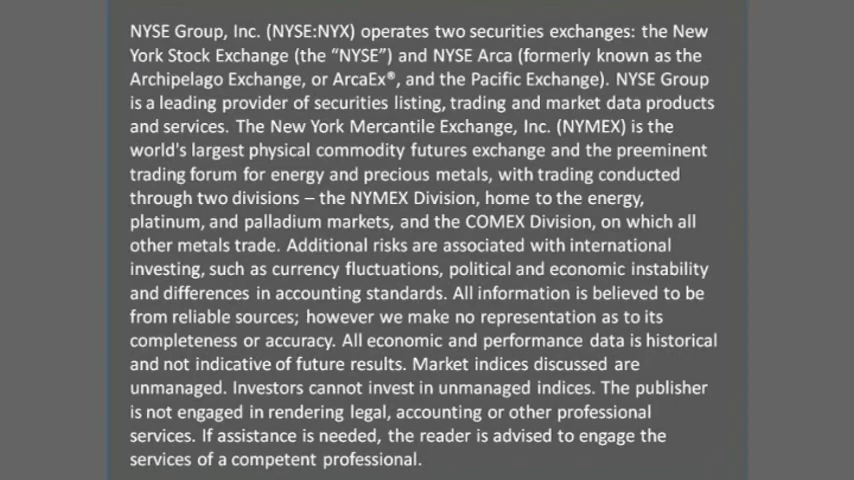 NYSE Group, Inc. (NYSE:NYX) operates two securities exchanges: the New
York Stock Exchange (the “NYSE”) and NYSE Arca (formerly known as the
Archipelago Exchange, or ArcaEx®, and the Pacific Exchange). NYSE Group
is a leading provider of securities listing, trading and market data products
and services. The New York Mercantile Exchange, Inc. (NYMEX) is the
world's largest physical commodity futures exchange and the preeminent
trading forum for energy and precious metals, with trading conducted
through two divisions – the NYMEX Division, home to the energy,
platinum, and palladium markets, and the COMEX Division, on which all
other metals trade. Additional risks are associated with international
investing, such as currency fluctuations, political and economic instability
and differences in accounting standards. All information is believed to be
from reliable sources; however we make no representation as to its
completeness or accuracy. All economic and performance data is historical
and not indicative of future results. Market indices discussed are
unmanaged. Investors cannot invest in unmanaged indices. The publisher
is not engaged in rendering legal, accounting or other professional
services. If assistance is needed, the reader is advised to engage the
services of a competent professional.